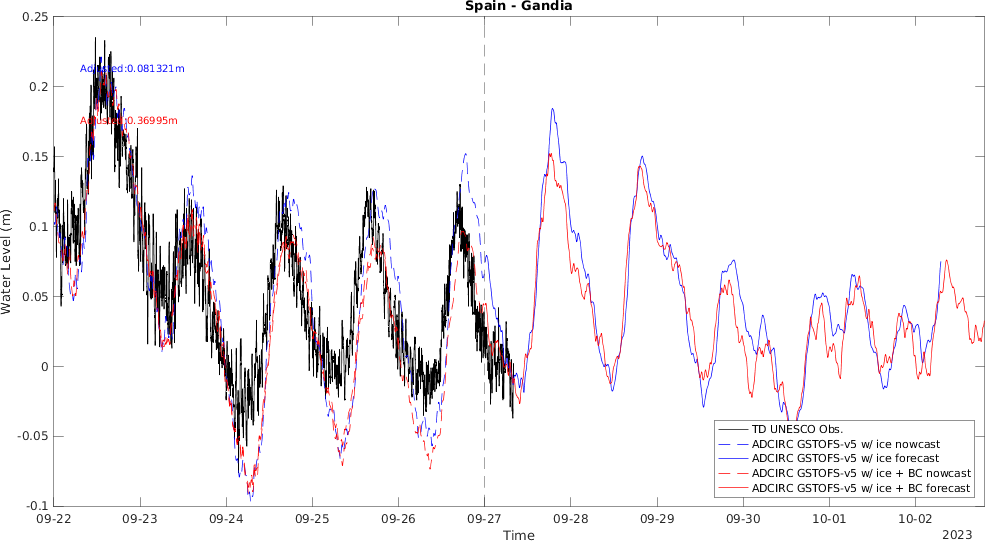 Spain - Gandia
0.25
0.2
0.15
0.1
0.05
0
-0.05
-0.1
Water Level (m)
Adjusted:0.081321m
Adjusted:0.36995m
TD UNESCO Obs.
ADCIRC GSTOFS-v5 w/ ice nowcast
ADCIRC GSTOFS-v5 w/ ice forecast
ADCIRC GSTOFS-v5 w/ ice + BC nowcast
ADCIRC GSTOFS-v5 w/ ice + BC forecast
09-22 09-23 09-24 09-25 09-26 09-27 09-28 09-29 09-30 10-01 10-02
Time
2023